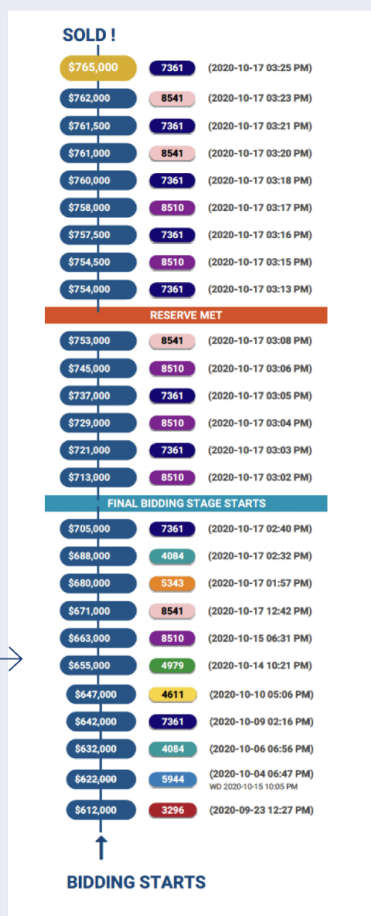 SOLD !
$765,000 7361 (2020-10-17 03:25 PM)
$762,000 8541 (2020-10-17 03:23 PM)
$761,500 7361 (2020-10-17 03:21 PM)
$761,000 8541 (2020-10-17 03:20 PM)
$760,000 7361 (2020-10-17 03:18 PM)
$758,000 8510 (2020-10-17 03:17 PM)
$757,500 7361 (2020-10-17 03:16 PM)
$754,500 8510 (2020-10-17 03:15 PM)
$754,000 7361 (2020-10-17 03:13 PM)
RESERVE MET
$753,000 8541 (2020-10-17 03:08 PM)
$745,000 8510 (2020-10-17 03:06 PM)
$737,000 7361 (2020-10-17 03:05 PM)
$729,000 8510 (2020-10-17 03:04 PM)
$721,000 7361 (2020-10-17 03:03 PM)
$713,000 8510 (2020-10-17 03:02 PM)
FINAL BIDDING STAGE STARTS
$705,000 7361 (2020-10-17 02:40 PM)
$688,000 4084 (2020-10-17 02:32 PM)
$680,000 5343 (2020-10-17 01:57 PM)
$671,000 8541 (2020-10-17 12:42 PM)
$663,000 8510 (2020-10-15 06:31 PM)
$655,000 4979 (2020-10-14 10:21 PM)
$647,000 4611 (2020-10-10 05:06 PM)
$642,000 7361 (2020-10-09 02:16 PM)
$632,000 4084 (2020-10-06 06:56 PM)
$622,000 5944 (2020-10-04 06:47 PM)
WD 2020-10-15 10:05 PM
$612,000 3296 (2020-09-23 12:27 PM)
BIDDING STARTS